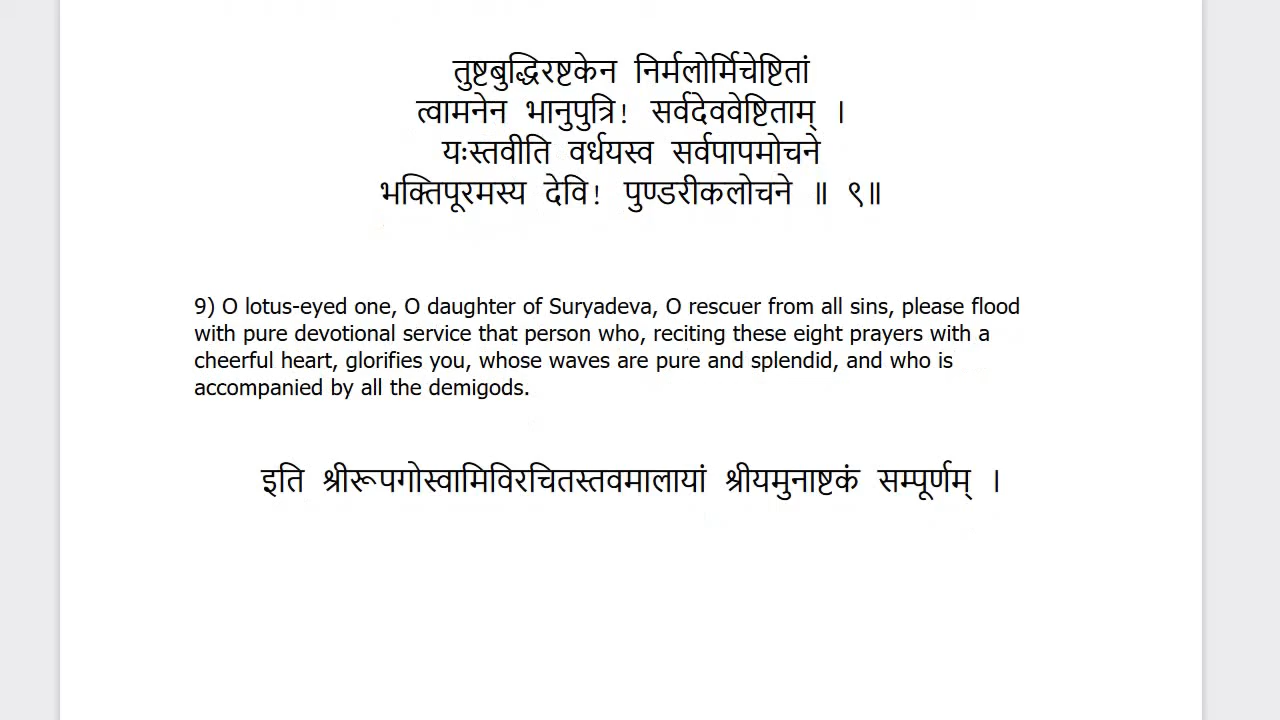 तुष्टबुद्धिरष्टकेन निर्मलोर्मिचेष्टितां
त्वामनेन भानुपुत्रि! सर्वदेववेष्टिताम् ।
यःस्तवीति वर्धयस्व सर्वपापमोचने
भक्तिपूरमस्य देवि! पुण्डरीकलोचने ॥ ९॥
9) O lotus-eyed one, O daughter of Suryadeva, O rescuer from all sins, please flood
with pure devotional service that person who, reciting these eight prayers with a
cheerful heart, glorifies you, whose waves are pure and splendid, and who is
accompanied by all the demigods.
इति श्रीरूपगोस्वामिविरचितस्तवमालायां श्रीयमुनाष्टकं सम्पूर्णम् ।